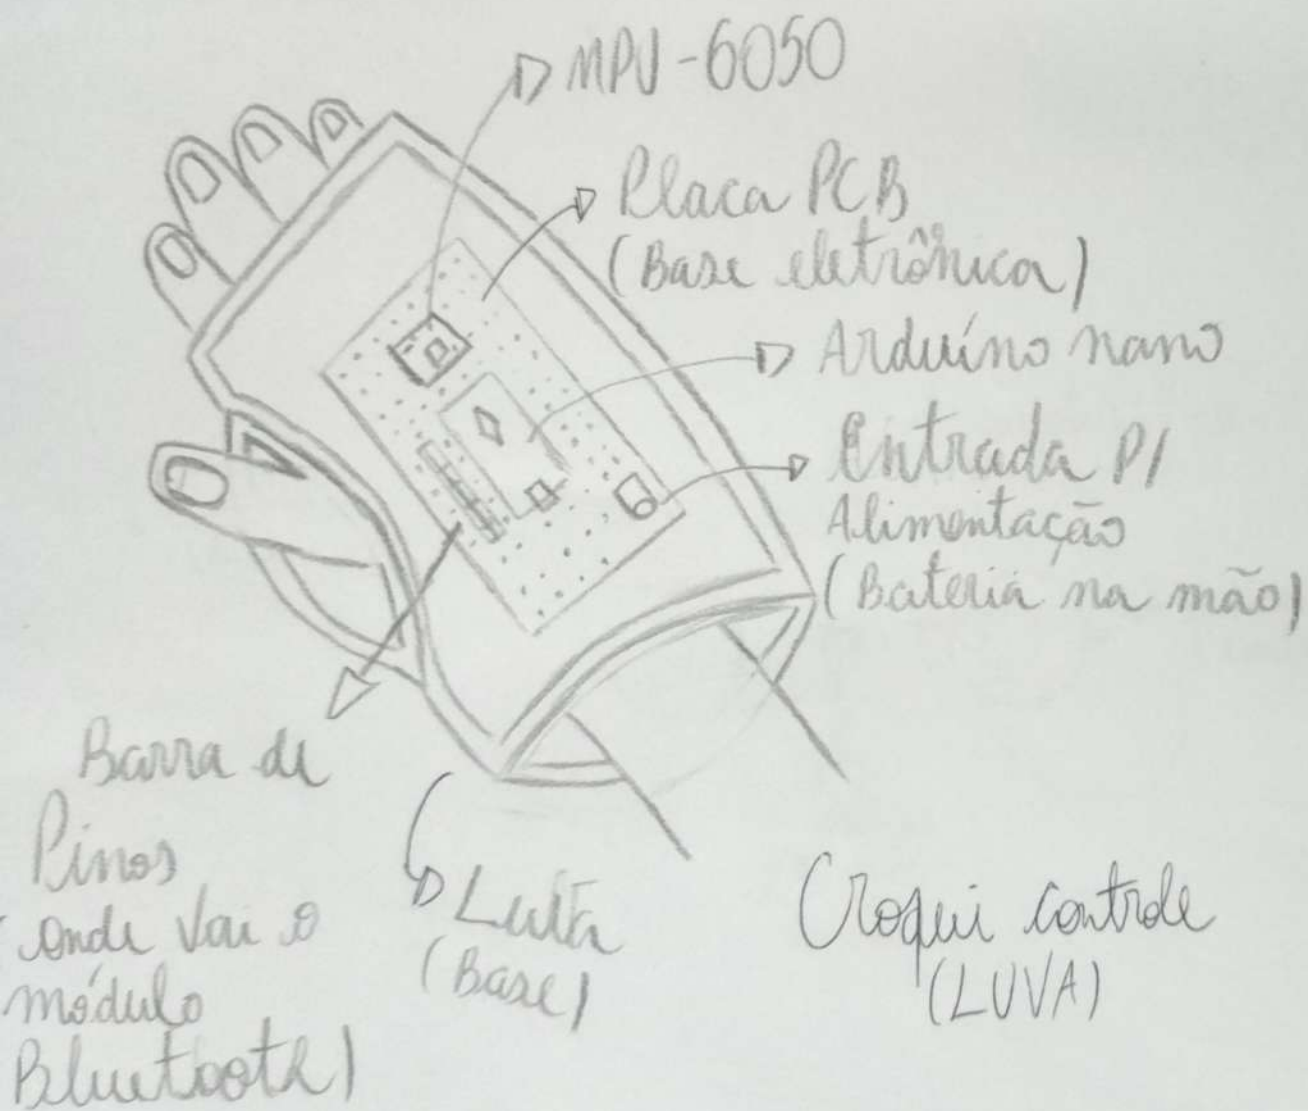 MPU-6050
Placa PCB
(Base eletrônica)
Arduíno nano
Entrada P/
Alimentação
(Bateria na mão)
Barra de
Pinos
(onde vai o
módulo
Bluetooth)
Luva
(Base)
Croqui controle
(LUVA)